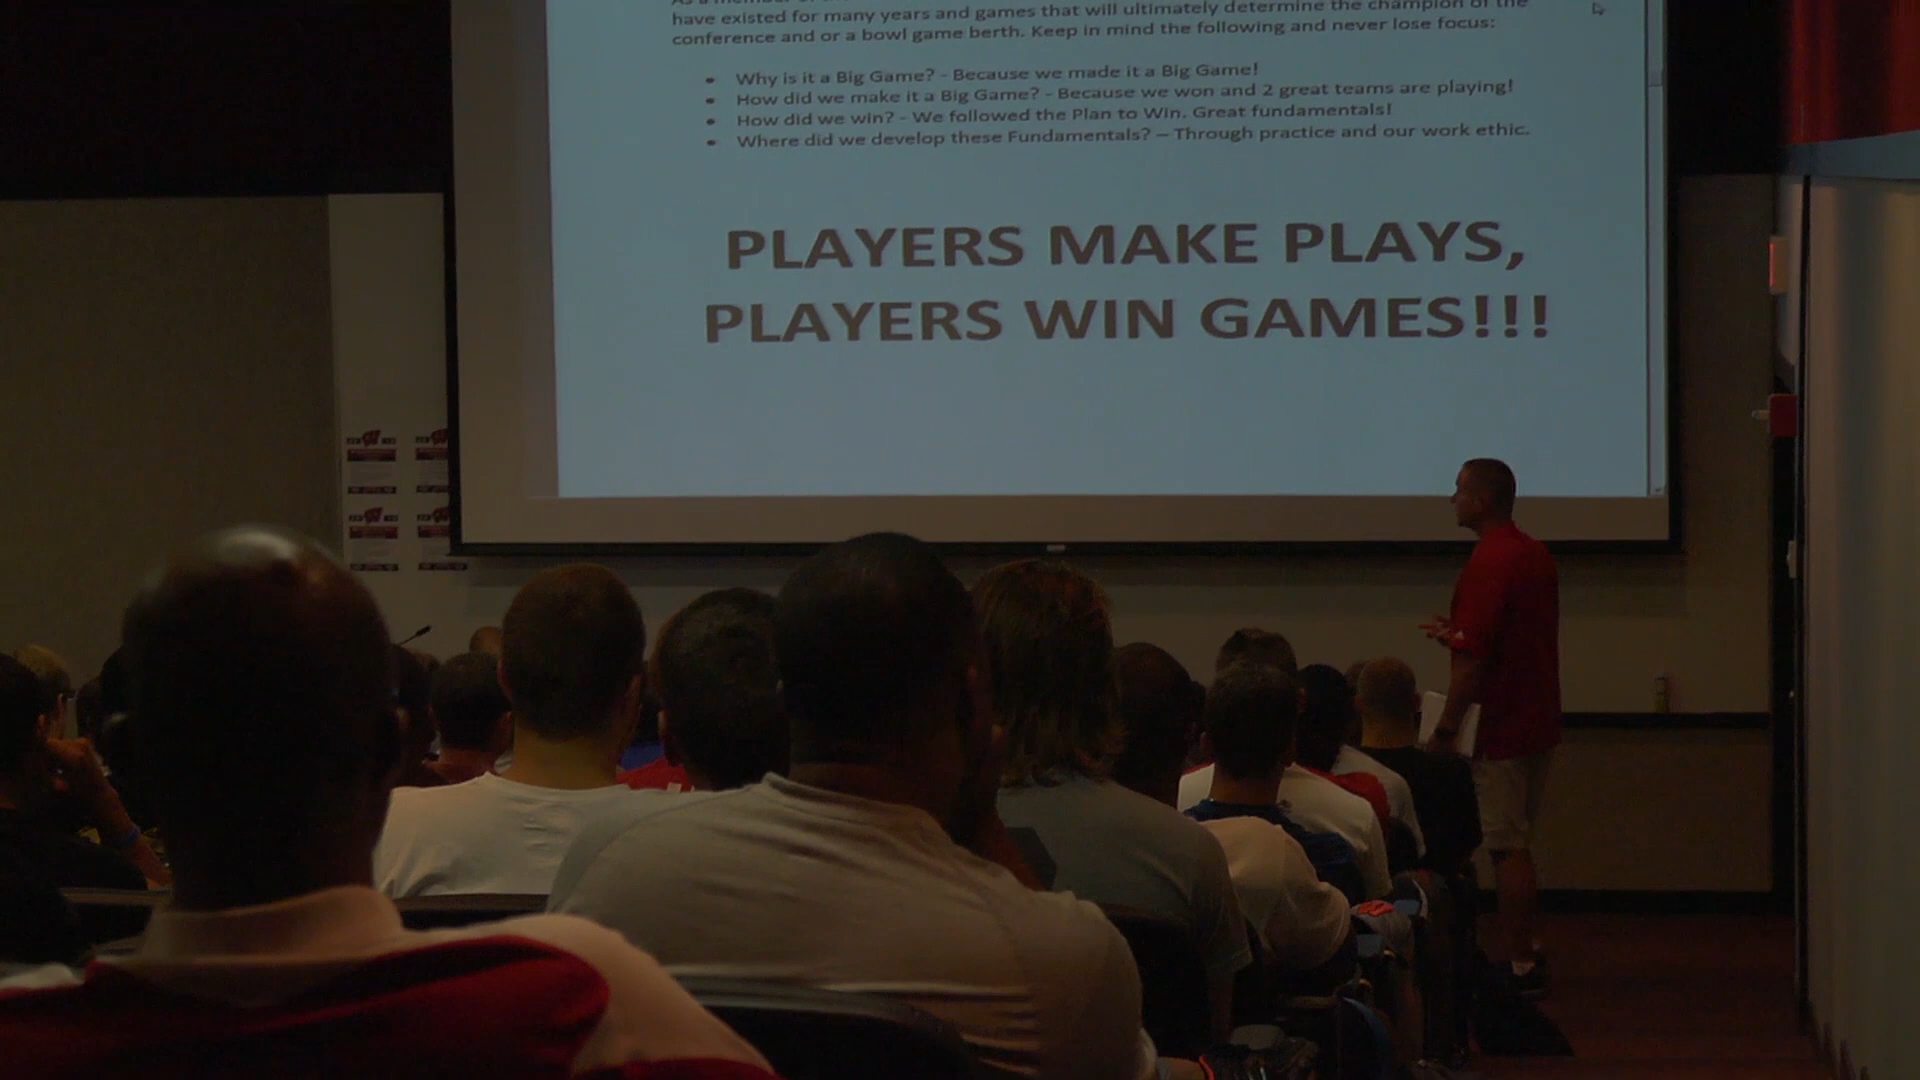 have existed for many years and games that will ultimately determine the champion of the
conference and or a bowl game berth. Keep in mind the following and never lose focus:
• Why is it a Big Game? - Because we made it a Big Game!
• How did we make it a Big Game? - Because we won and 2 great teams are playing!
• How did we win? - We followed the Plan to Win. Great fundamentals!
• Where did we develop these Fundamentals? – Through practice and our work ethic.
PLAYERS MAKE PLAYS,
PLAYERS WIN GAMES!!!